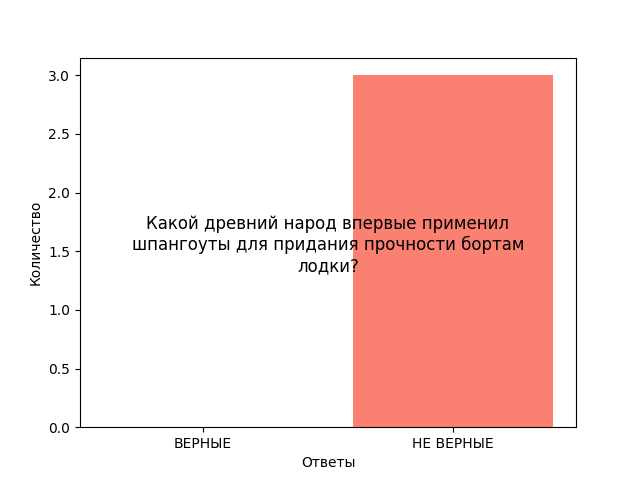 3.0
2.5
2.0
1.5
1.0
0.5
0.0
Количество
Какой древний народ впервые применил
шпангоуты для придания прочности бортам
лодки?
ВЕРНЫЕ
НЕ ВЕРНЫЕ
Ответы